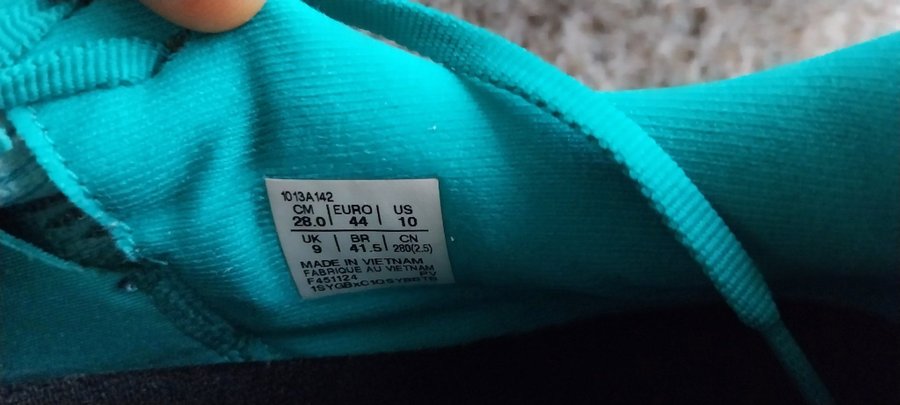 1013A142
CM | EURO | US
28.0 | 44 | 10
UK | BR | CN
9 | 41.5 | 280(2.5)
MADE IN VIETNAM
FABRIQUE AU VIETNAM
F451124 PV